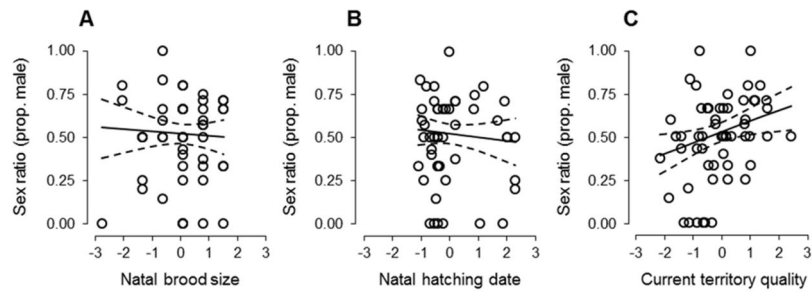 A
B
C
Sex ratio (prop. male)
1.00
0.75
0.50
0.25
0.00
-3 -2 -1 0 1 2 3
Natal brood size
Sex ratio (prop. male)
1.00
0.75
0.50
0.25
0.00
-3 -2 -1 0 1 2 3
Natal hatching date
Sex ratio (prop. male)
1.00
0.75
0.50
0.25
0.00
-3 -2 -1 0 1 2 3
Current territory quality